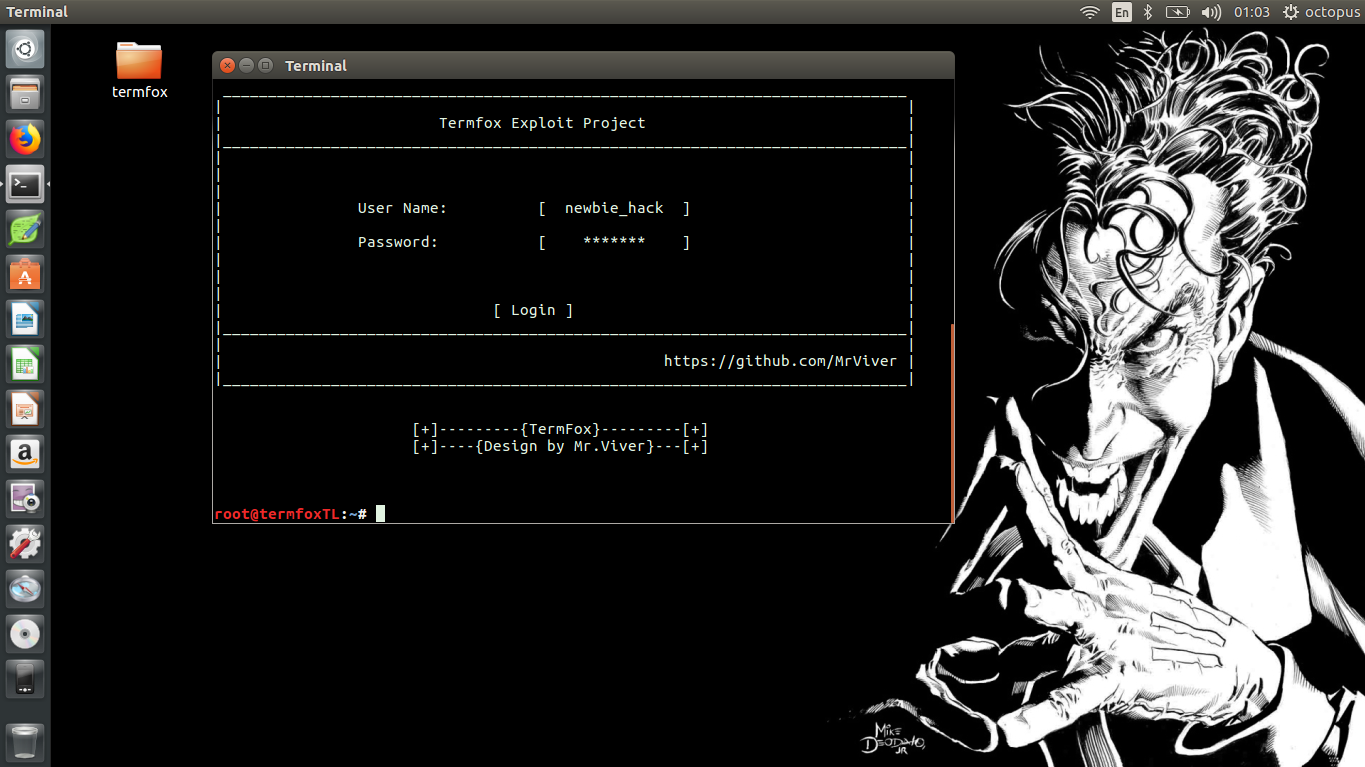 Terminal
En
01:03
octopus
termfox
Terminal
Termfox Exploit Project
User Name: [ newbie_hack ]
Password: [ ******* ]
[ Login ]
https://github.com/MrViver
[+]---------{TermFox}---------[+]
[+]----{Design by Mr.Viver}---[+]
root@termfoxTL:~#
MIKE
DEODATO,
JR